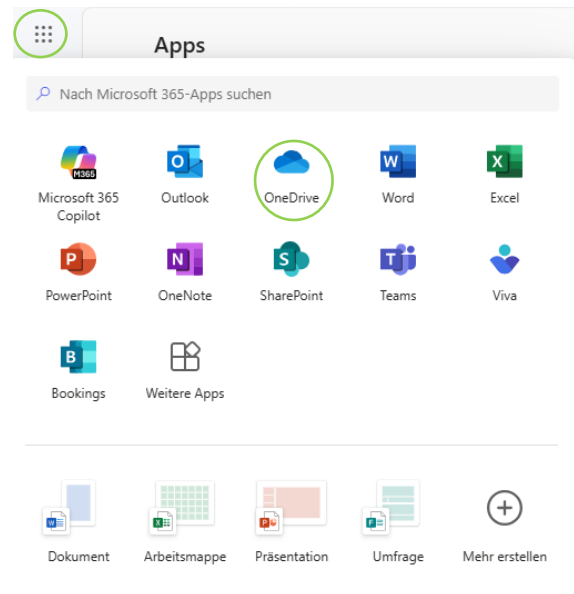 Apps
Nach Microsoft 365-Apps suchen
M365
Microsoft 365
Copilot
O
Outlook
OneDrive
W
Word
X
Excel
P
PowerPoint
N
OneNote
S
SharePoint
T
Teams
Viva
B
Bookings
Weitere Apps
W
Dokument
X
Arbeitsmappe
P
Präsentation
F
Umfrage
Mehr erstellen